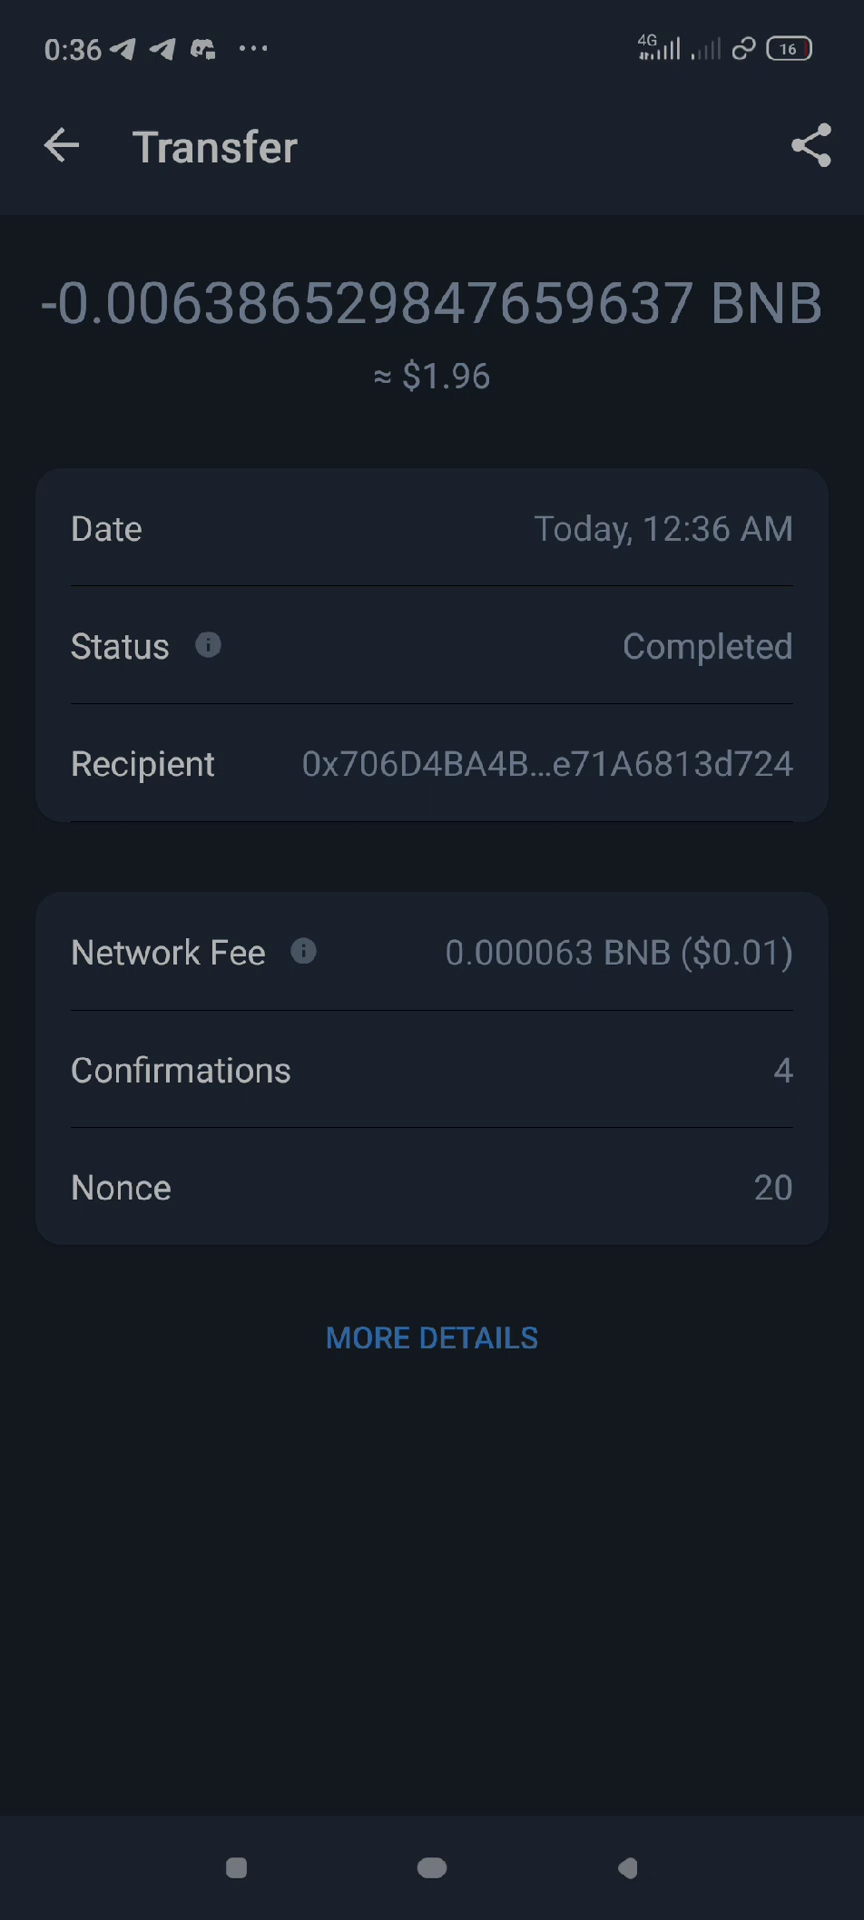 0:36 ... 4G 16
Transfer
-0.006386529847659637 BNB
≈ $1.96
Date Today, 12:36 AM
Status Completed
Recipient 0x706D4BA4B...e71A6813d724
Network Fee 0.000063 BNB ($0.01)
Confirmations 4
Nonce 20
MORE DETAILS